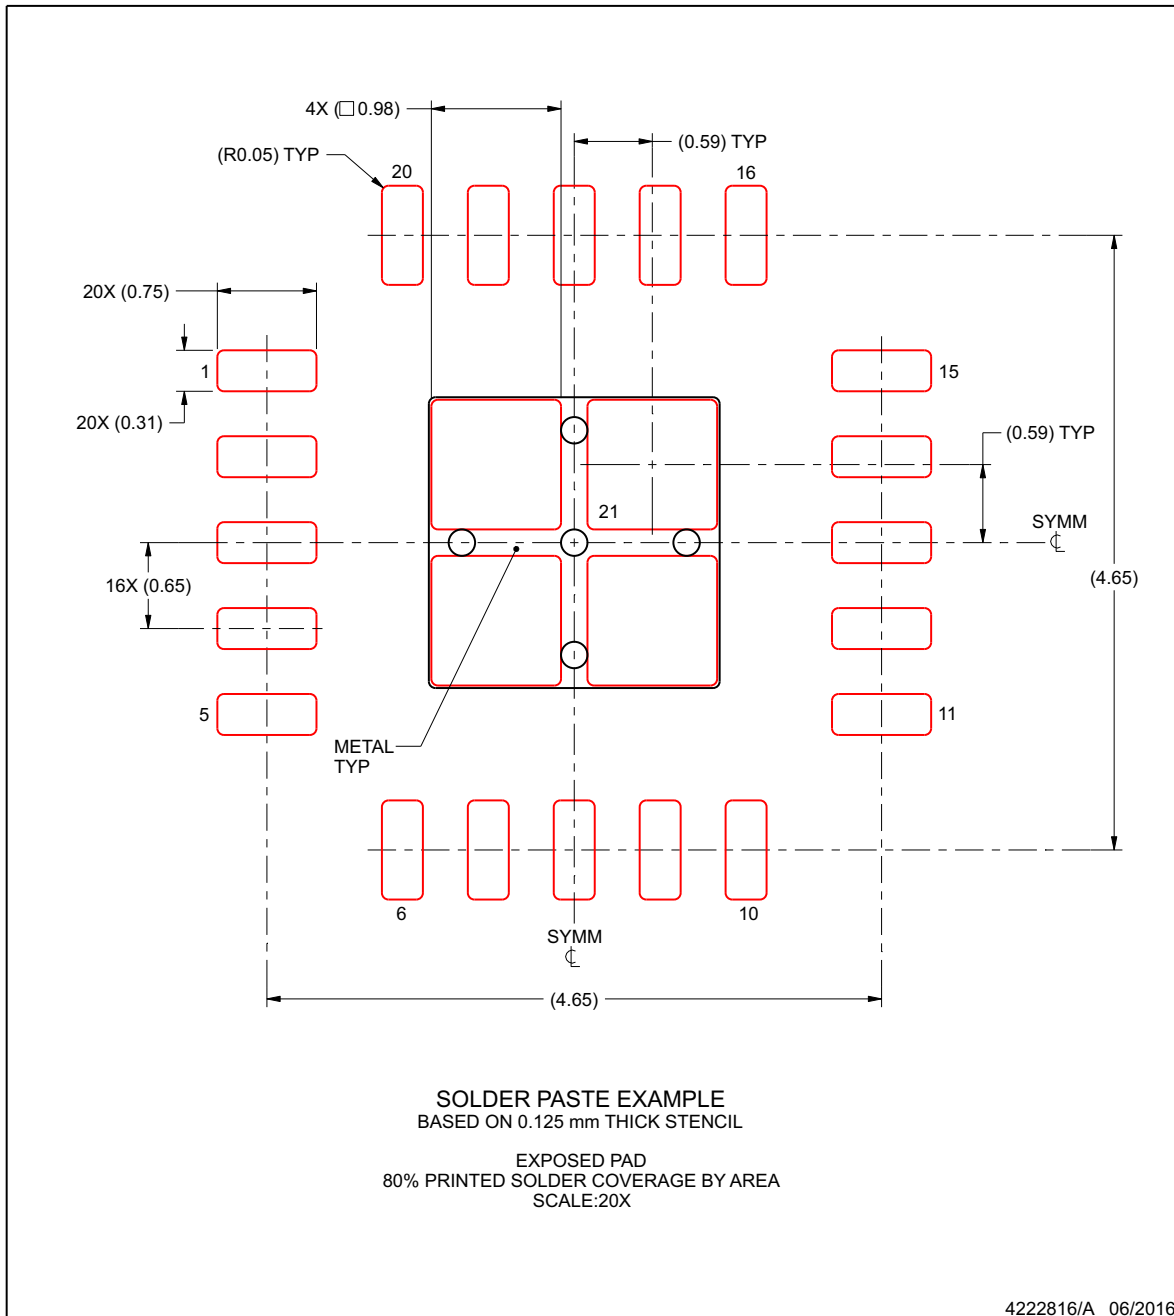 4X (□ 0.98)
(0.59) TYP
(R0.05) TYP
20
16
20X (0.75)
1
15
20X (0.31)
(0.59) TYP
21
SYMM
℄
16X (0.65)
(4.65)
5
11
METAL
TYP
6
10
SYMM
℄
(4.65)
SOLDER PASTE EXAMPLE
BASED ON 0.125 mm THICK STENCIL
EXPOSED PAD
80% PRINTED SOLDER COVERAGE BY AREA
SCALE:20X
4222816/A 06/2016